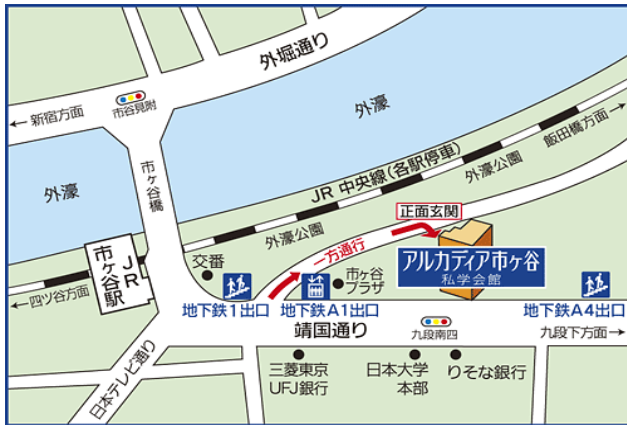 外堀通り
市谷見附
←新宿方面
外濠
市ヶ谷橋
外濠
飯田橋方面→
JR 中央線(各駅停車)
外濠公園
外濠公園
正面玄関
一方通行
アルカディア市ヶ谷
私学会館
JR
市ヶ谷駅
交番
市ヶ谷
プラザ
←四ツ谷方面
地下鉄1出口
地下鉄A1出口
地下鉄A4出口
靖国通り
九段南四
九段下方面→
日本テレビ通り
三菱東京
UFJ銀行
日本大学
本部
りそな銀行